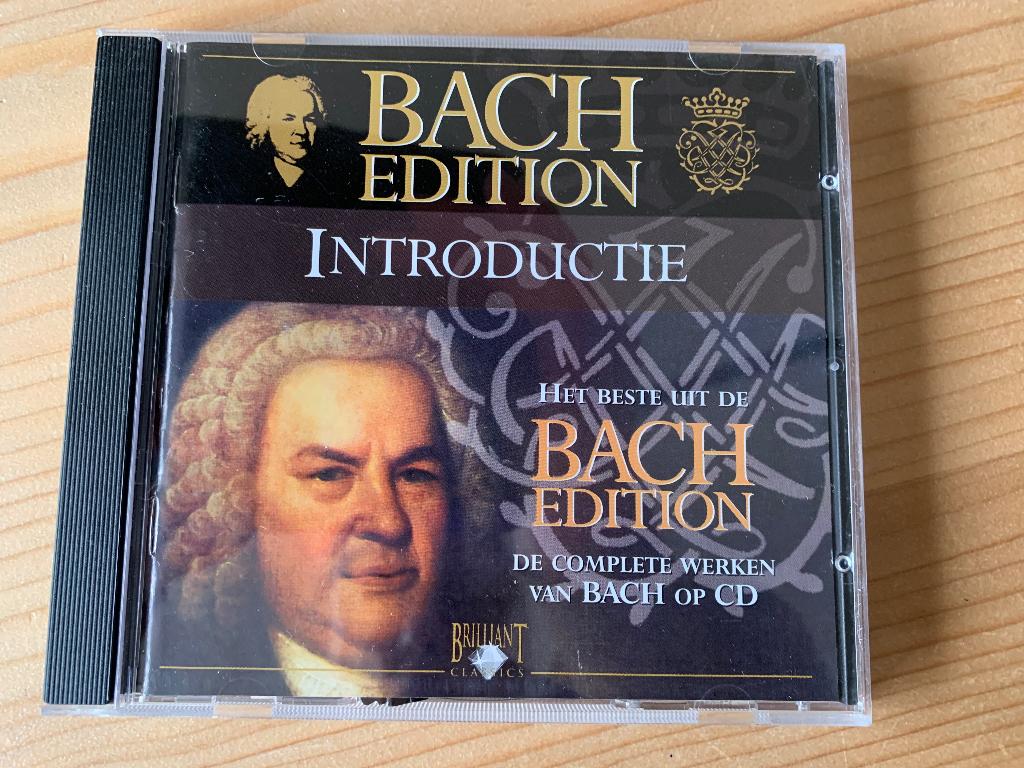 BACH
EDITION
INTRODUCTIE
HET BESTE UIT DE
BACH
EDITION
DE COMPLETE WERKEN
VAN BACH OP CD
BRILLIANT
CLASSICS